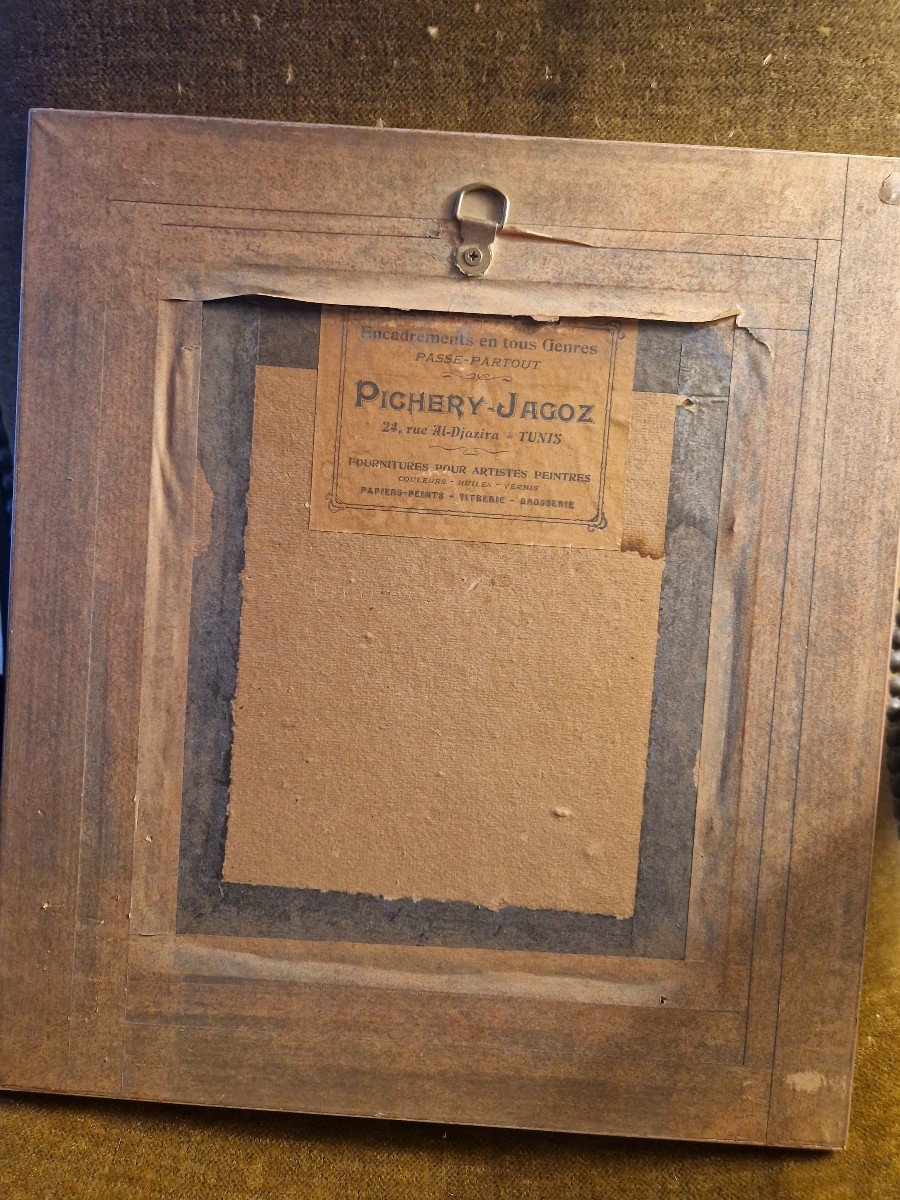 Encadrements en tous Genres
PASSE-PARTOUT
PICHERY-JAGOZ
24, rue Al-Djazira - TUNIS
FOURNITURES POUR ARTISTES PEINTRES
COULEURS - HUILES - VERNIS
PAPIERS-PEINTS - VITRERIE - BROSSERIE